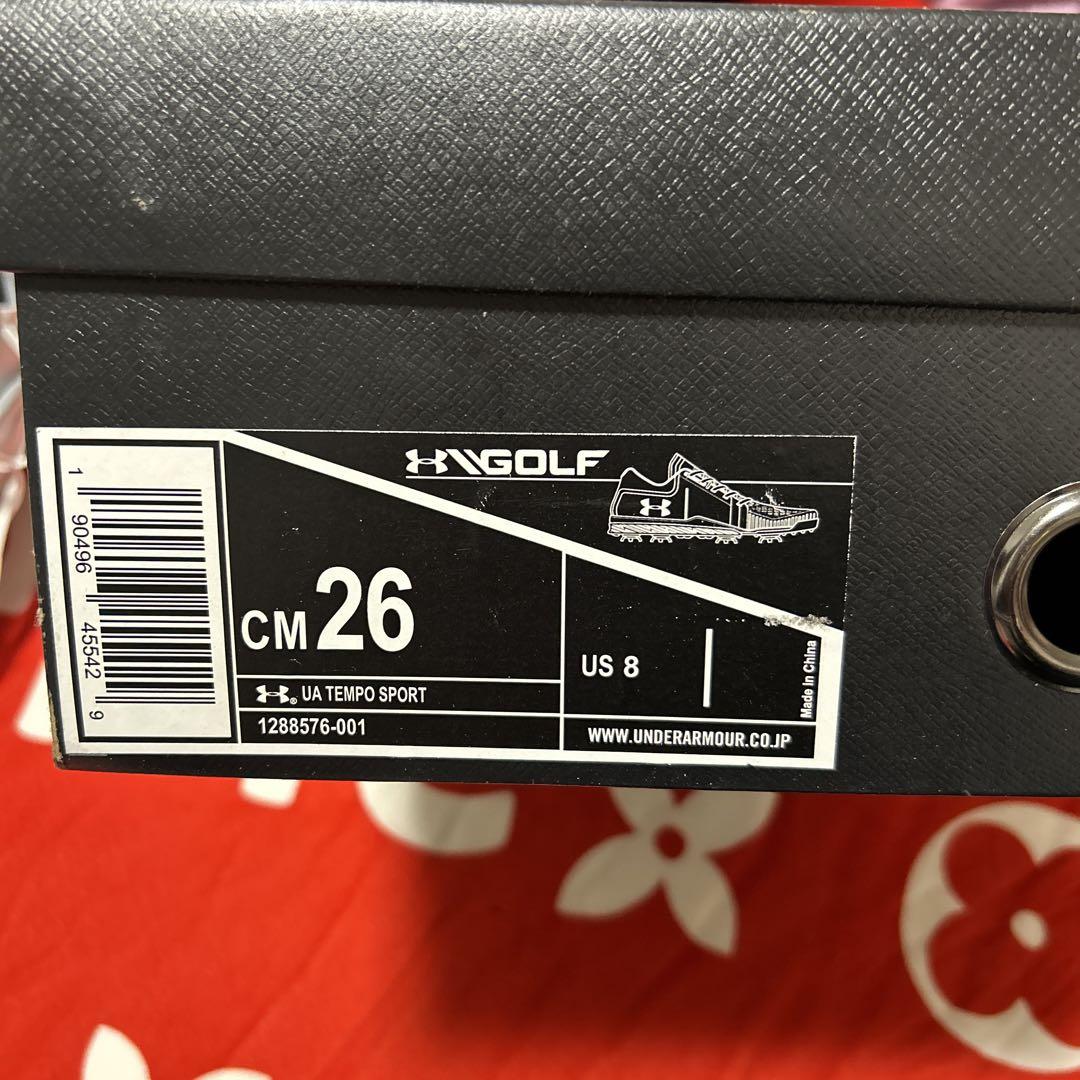 GOLF
1 90496 45542 9
CM 26
US 8
Made in China
UA TEMPO SPORT
1288576-001
WWW.UNDERARMOUR.CO.JP